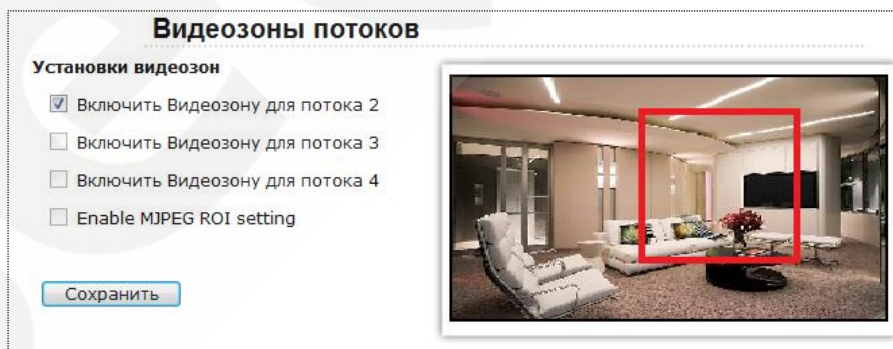 Видеозоны потоков
Установки видеозон
Включить Видеозону для потока 2
Включить Видеозону для потока 3
Включить Видеозону для потока 4
Enable MJPEG ROI setting
Сохранить